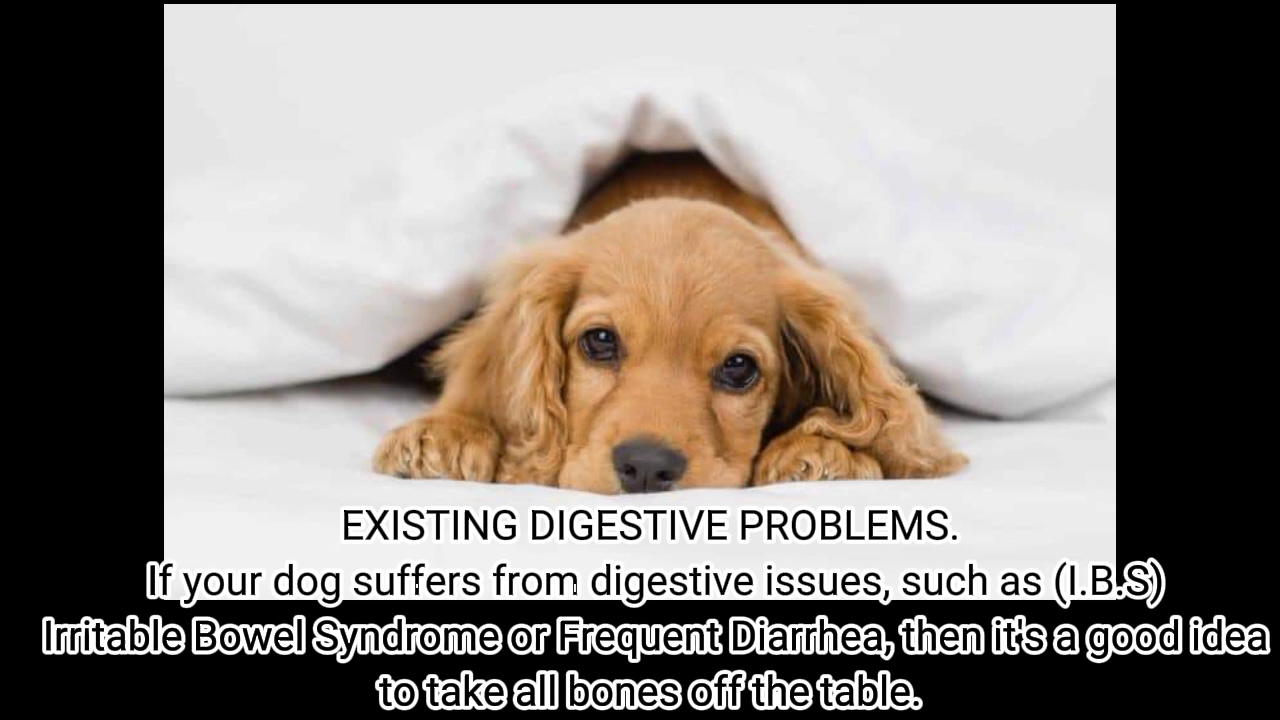 EXISTING DIGESTIVE PROBLEMS.
If your dog suffers from digestive issues, such as (I.B.S)
Irritable Bowel Syndrome or Frequent Diarrhea, then it's a good idea
to take all bones off the table.